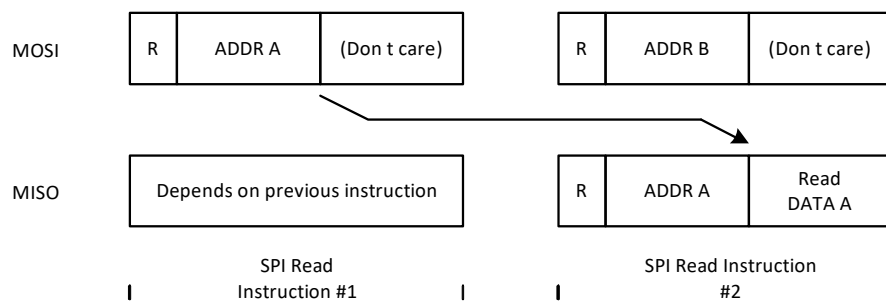 MOSI
R ADDR A (Don t care)
R ADDR B (Don t care)
MISO
Depends on previous instruction
R ADDR A Read
DATA A
SPI Read
Instruction #1
SPI Read Instruction
#2